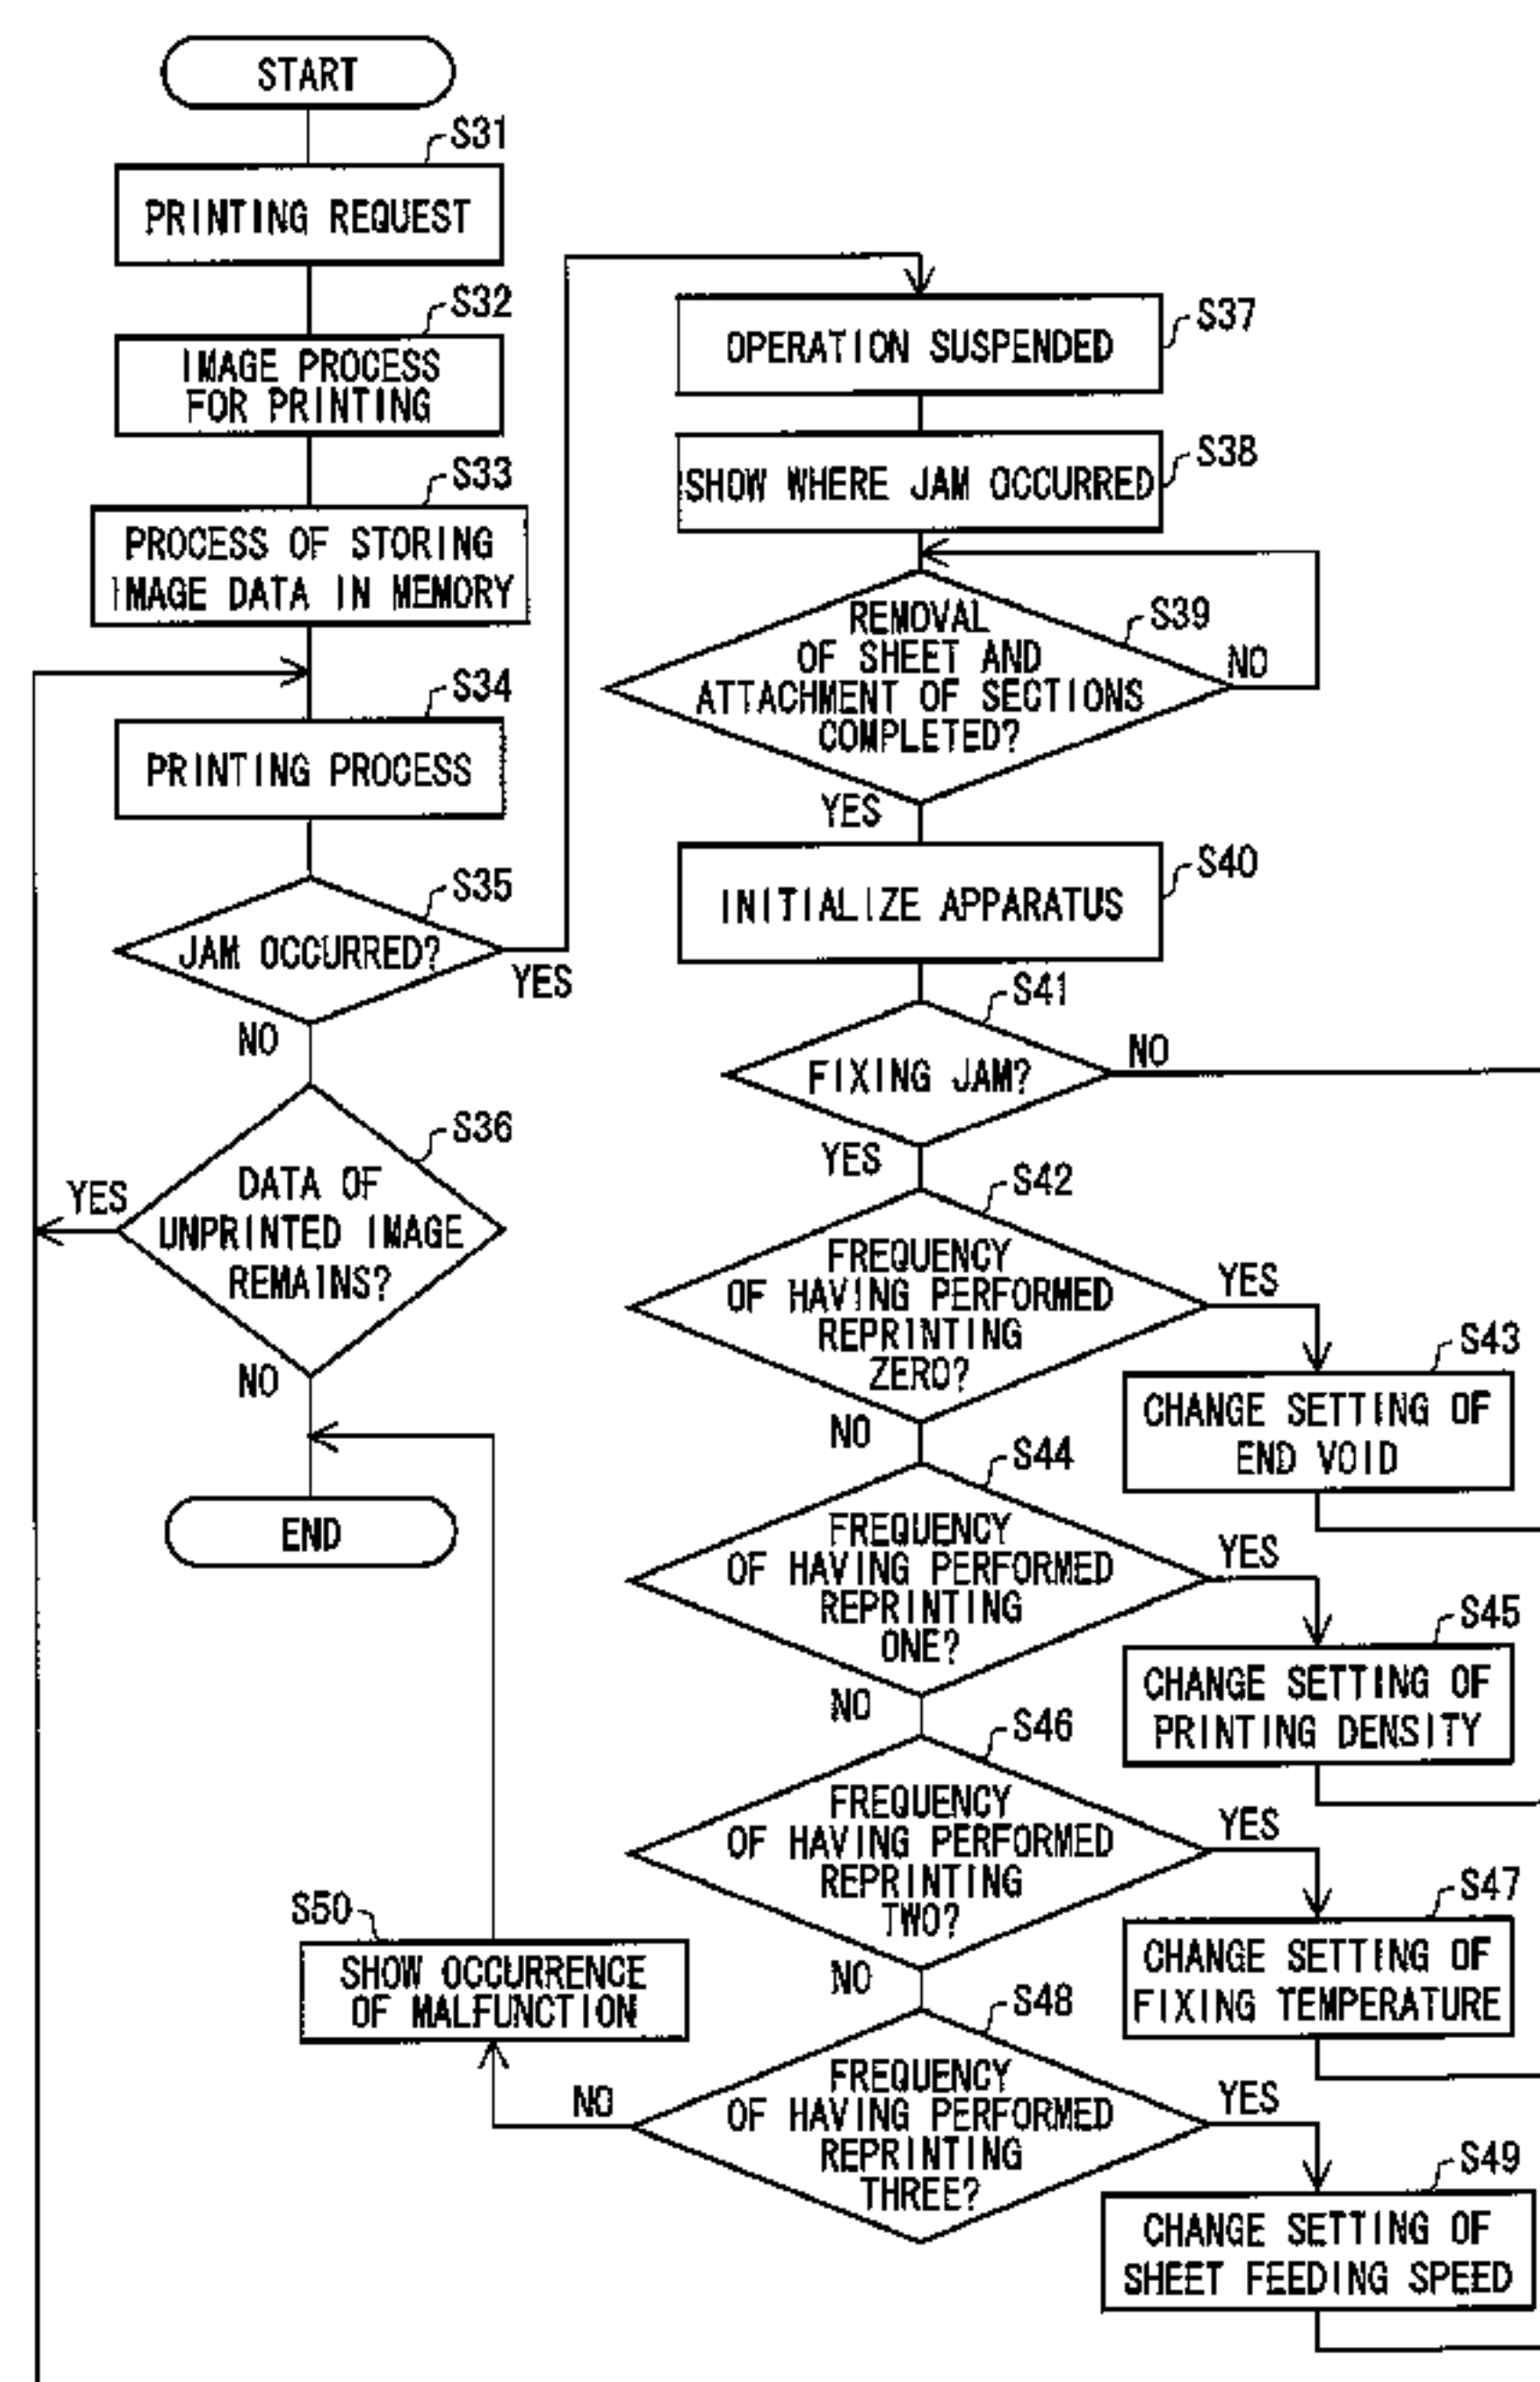 START
S31
PRINTING REQUEST
S32
IMAGE PROCESS
FOR PRINTING
S33
PROCESS OF STORING
IMAGE DATA IN MEMORY
S34
PRINTING PROCESS
S35
JAM OCCURRED?
YES
NO
S36
DATA OF
UNPRINTED IMAGE
REMAINS?
YES
NO
END
S37
OPERATION SUSPENDED
S38
SHOW WHERE JAM OCCURRED
S39
REMOVAL
OF SHEET AND
ATTACHMENT OF SECTIONS
COMPLETED?
NO
YES
S40
INITIALIZE APPARATUS
S41
FIXING JAM?
NO
YES
S42
FREQUENCY
OF HAVING PERFORMED
REPRINTING
ZERO?
YES
NO
S43
CHANGE SETTING OF
END VOID
S44
FREQUENCY
OF HAVING PERFORMED
REPRINTING
ONE?
YES
NO
S45
CHANGE SETTING OF
PRINTING DENSITY
S46
FREQUENCY
OF HAVING PERFORMED
REPRINTING
TWO?
YES
NO
S47
CHANGE SETTING OF
FIXING TEMPERATURE
S48
FREQUENCY
OF HAVING PERFORMED
REPRINTING
THREE?
YES
NO
S49
CHANGE SETTING OF
SHEET FEEDING SPEED
S50
SHOW OCCURRENCE
OF MALFUNCTION